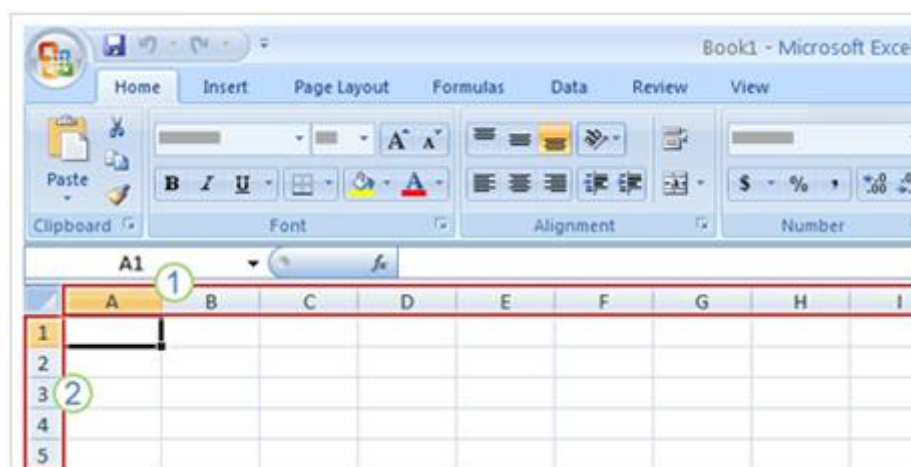 Book1 - Microsoft Exce
Home Insert Page Layout Formulas Data Review View
Paste B I U A A A $ % ,
Clipboard Font Alignment Number
A1 fx
1
A B C D E F G H I
1
2
3 2
4
5